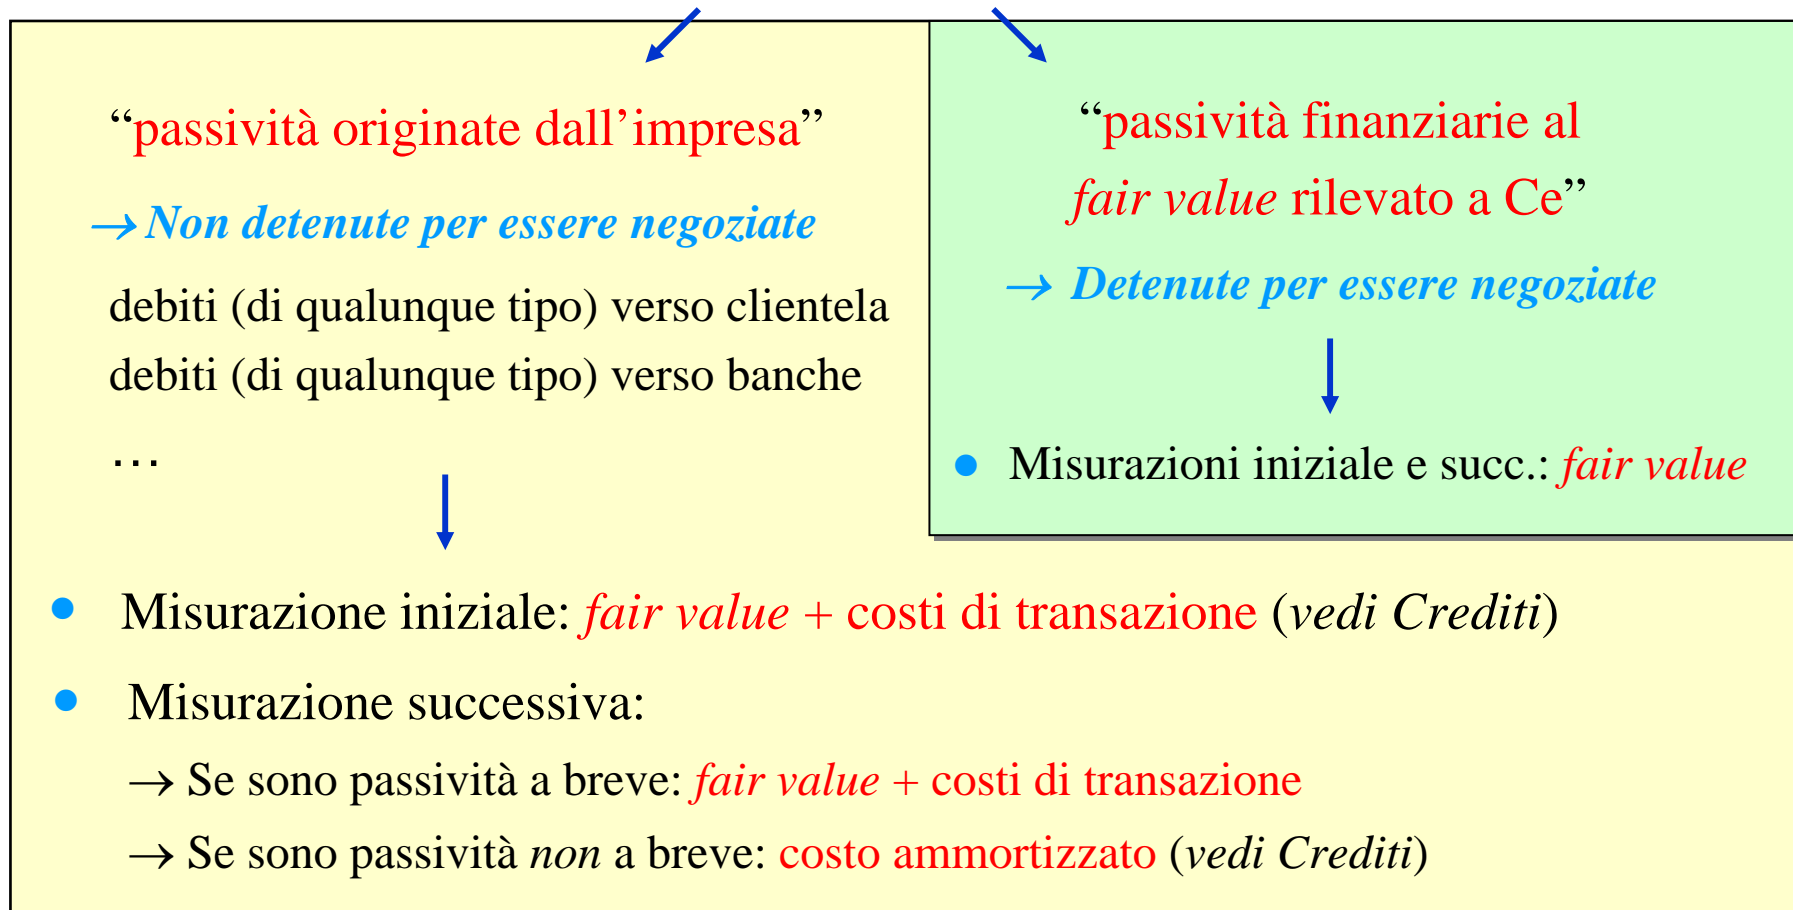 “passività originate dall’impresa”
→ Non detenute per essere negoziate
debiti (di qualunque tipo) verso clientela
debiti (di qualunque tipo) verso banche
…
“passività finanziarie al
fair value rilevato a Ce”
→ Detenute per essere negoziate
• Misurazioni iniziale e succ.: fair value
• Misurazione iniziale: fair value + costi di transazione (vedi Crediti)
• Misurazione successiva:
→ Se sono passività a breve: fair value + costi di transazione
→ Se sono passività non a breve: costo ammortizzato (vedi Crediti)